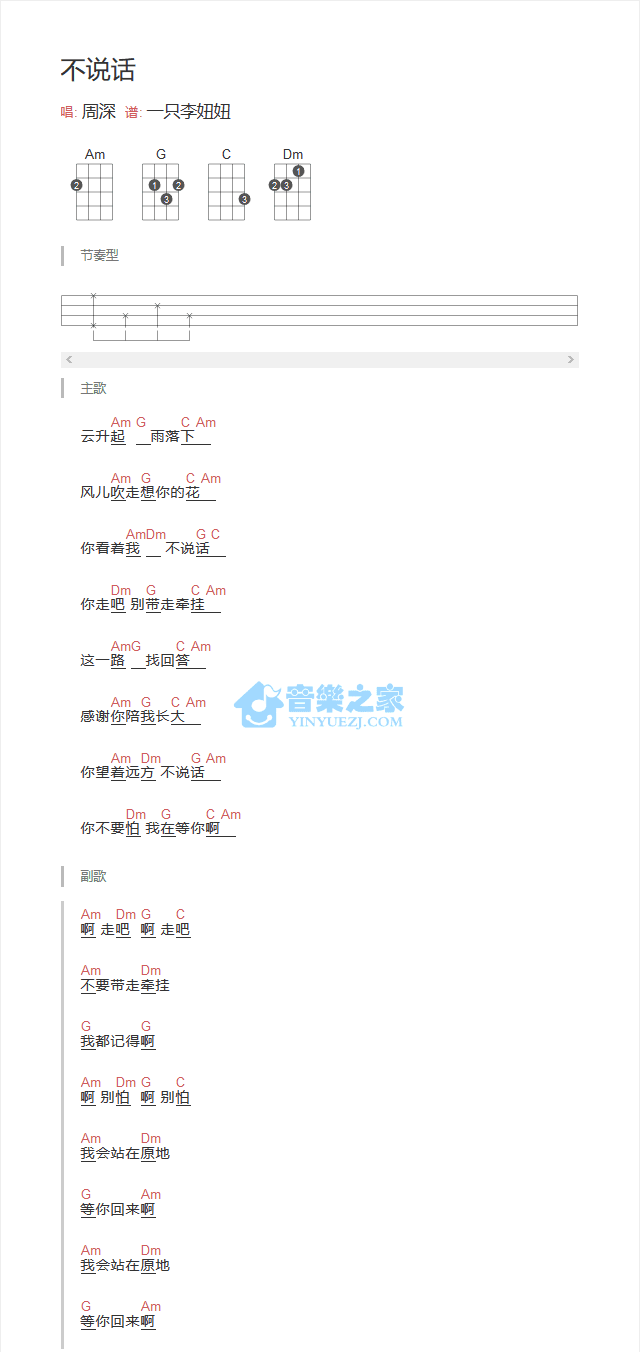 不说话
唱: 周深 谱: 一只李妞妞
Am G C Dm
2 1 2 3 3 2 3 1
节奏型
主歌
Am G C Am
云升起 雨落下
Am G C Am
风儿吹走想你的花
Am Dm G C
你看着我 不说话
Dm G C Am
你走吧 别带走牵挂
Am G C Am
这一路 找回答
Am G C Am
感谢你陪我长大
音樂之家
YINYUEZJ.COM
Am Dm G Am
你望着远方 不说话
Dm G C Am
你不要怕 我在等你啊
副歌
Am Dm G C
啊 走吧 啊 走吧
Am Dm
不要带走牵挂
G G
我都记得啊
Am Dm G C
啊 别怕 啊 别怕
Am Dm
我会站在原地
G Am
等你回来啊
Am Dm
我会站在原地
G Am
等你回来啊